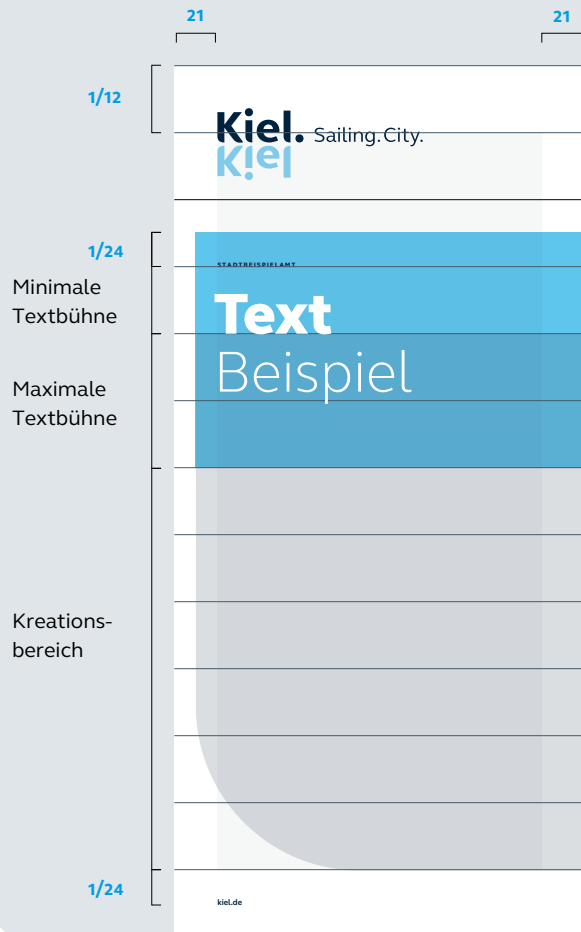 21
21
1/12
Kiel. Sailing.City.
Kiel
1/24
STADTBEISPIELAMT
Minimale
Textbühne
Text
Beispiel
Maximale
Textbühne
Kreations-
bereich
1/24
kiel.de